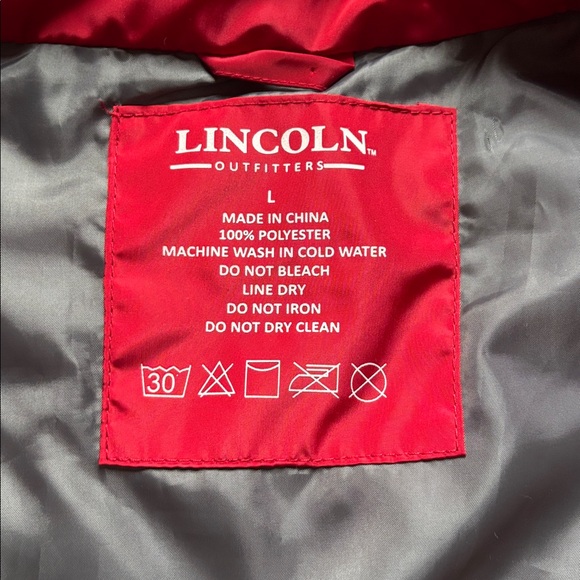 LINCOLN™
OUTFITTERS
L
MADE IN CHINA
100% POLYESTER
MACHINE WASH IN COLD WATER
DO NOT BLEACH
LINE DRY
DO NOT IRON
DO NOT DRY CLEAN
30